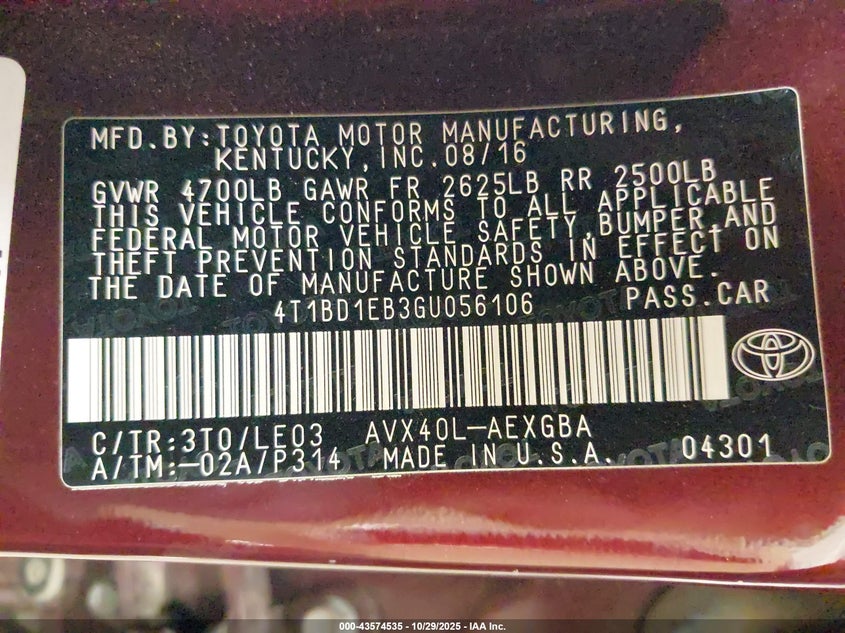 MFD.BY:TOYOTA MOTOR MANUFACTURING,
KENTUCKY,INC.08/16
GVWR 4700LB GAWR FR 2625LB RR 2500LB
THIS VEHICLE CONFORMS TO ALL APPLICABLE
FEDERAL MOTOR VEHICLE SAFETY,BUMPER,AND
THEFT PREVENTION STANDARDS IN EFFECT ON
THE DATE OF MANUFACTURE SHOWN ABOVE.
4T1BD1EB3GU056106 PASS.CAR
C/TR:3T0/LE03 AVX40L-AEXGBA
A/TM:-02A/P314 MADE IN U.S.A. 04301
000-43574535 - 10/29/2025 - IAA Inc.